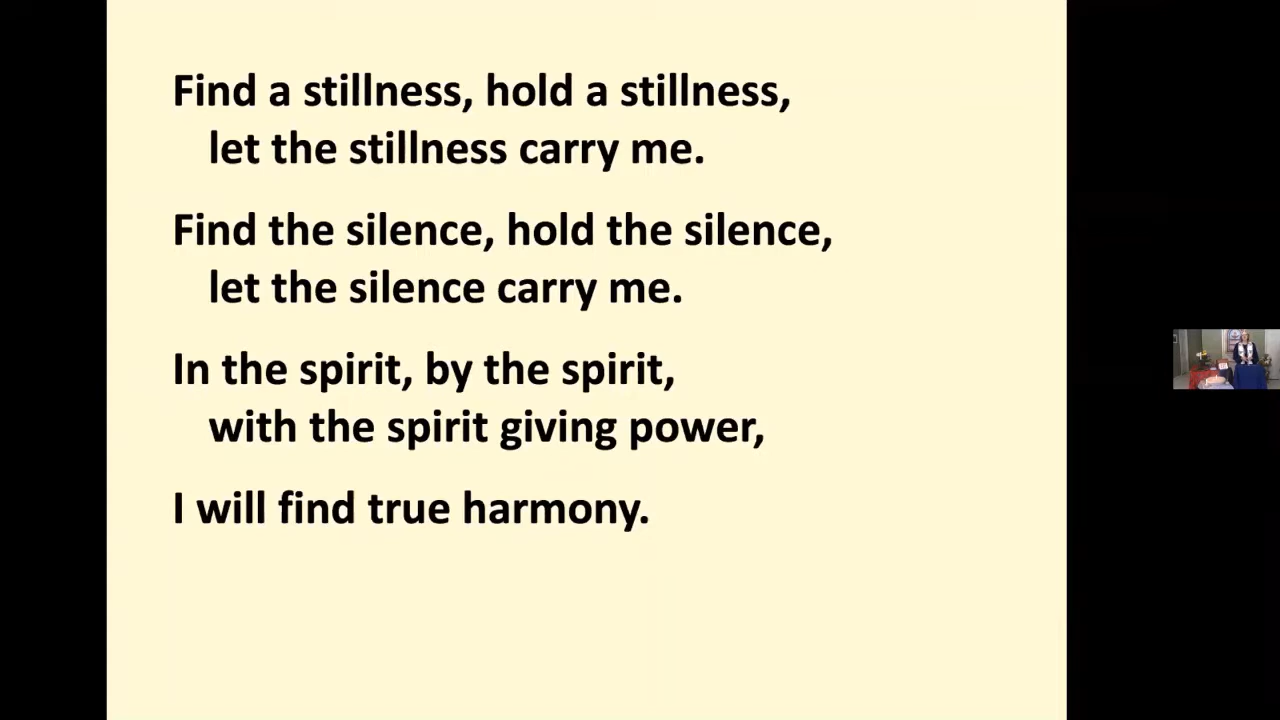 Find a stillness, hold a stillness,
let the stillness carry me.
Find the silence, hold the silence,
let the silence carry me.
In the spirit, by the spirit,
with the spirit giving power,
I will find true harmony.